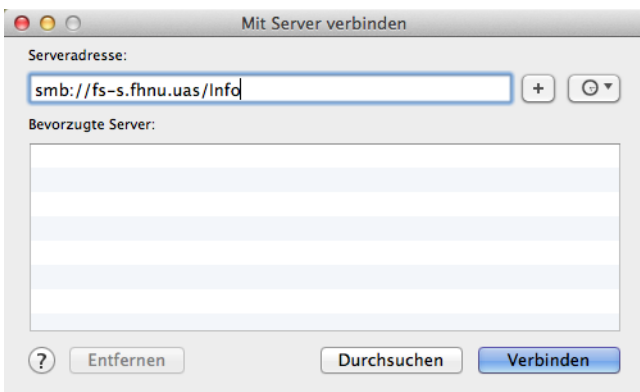 Mit Server verbinden
Serveradresse:
smb://fs-s.fhnu.uas/Info
+
Bevorzugte Server:
? Entfernen Durchsuchen Verbinden